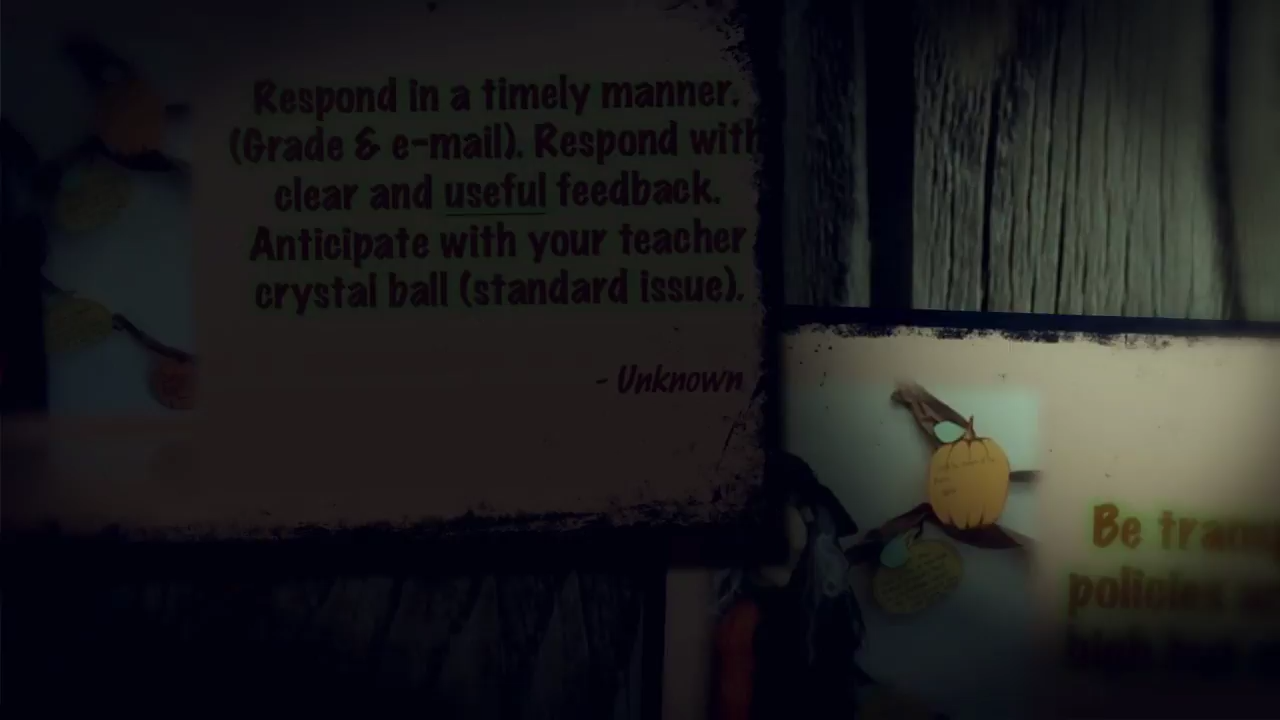 Respond in a timely manner.
(Grade & e-mail). Respond with
clear and useful feedback.
Anticipate with your teacher
crystal ball (standard issue).
- Unknown
Be
policies